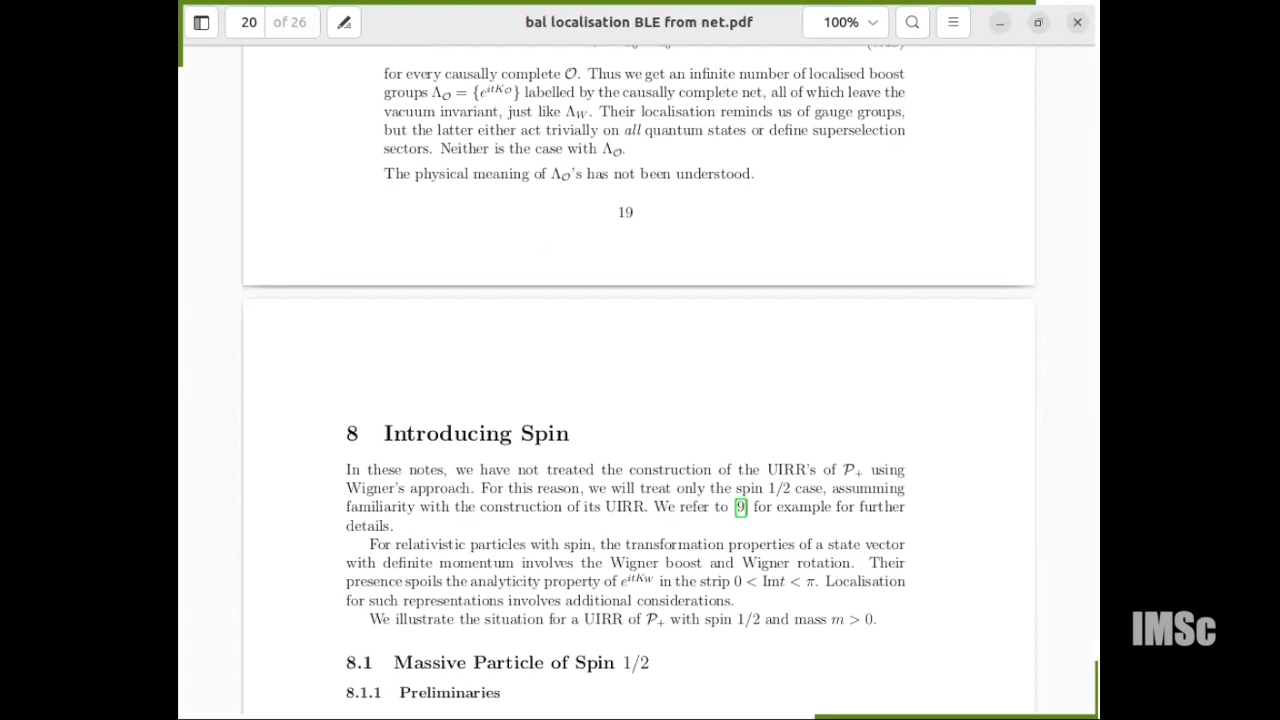 20 of 26
bal localisation BLE from net.pdf
100%
for every causally complete 𝒪. Thus we get an infinite number of localised boost
groups Λ_𝒪 = {e^{itK_𝒪}} labelled by the causally complete net, all of which leave the
vacuum invariant, just like Λ_W. Their localisation reminds us of gauge groups,
but the latter either act trivially on all quantum states or define superselection
sectors. Neither is the case with Λ_𝒪.
The physical meaning of Λ_𝒪's has not been understood.
19
8 Introducing Spin
In these notes, we have not treated the construction of the UIRR's of 𝒫₊ using
Wigner's approach. For this reason, we will treat only the spin 1/2 case, assuming
familiarity with the construction of its UIRR. We refer to [9] for example for further
details.
For relativistic particles with spin, the transformation properties of a state vector
with definite momentum involves the Wigner boost and Wigner rotation. Their
presence spoils the analyticity property of e^{itK_W} in the strip 0 < Imt < π. Localisation
for such representations involves additional considerations.
We illustrate the situation for a UIRR of 𝒫₊ with spin 1/2 and mass m > 0.
8.1 Massive Particle of Spin 1/2
8.1.1 Preliminaries
IMSc